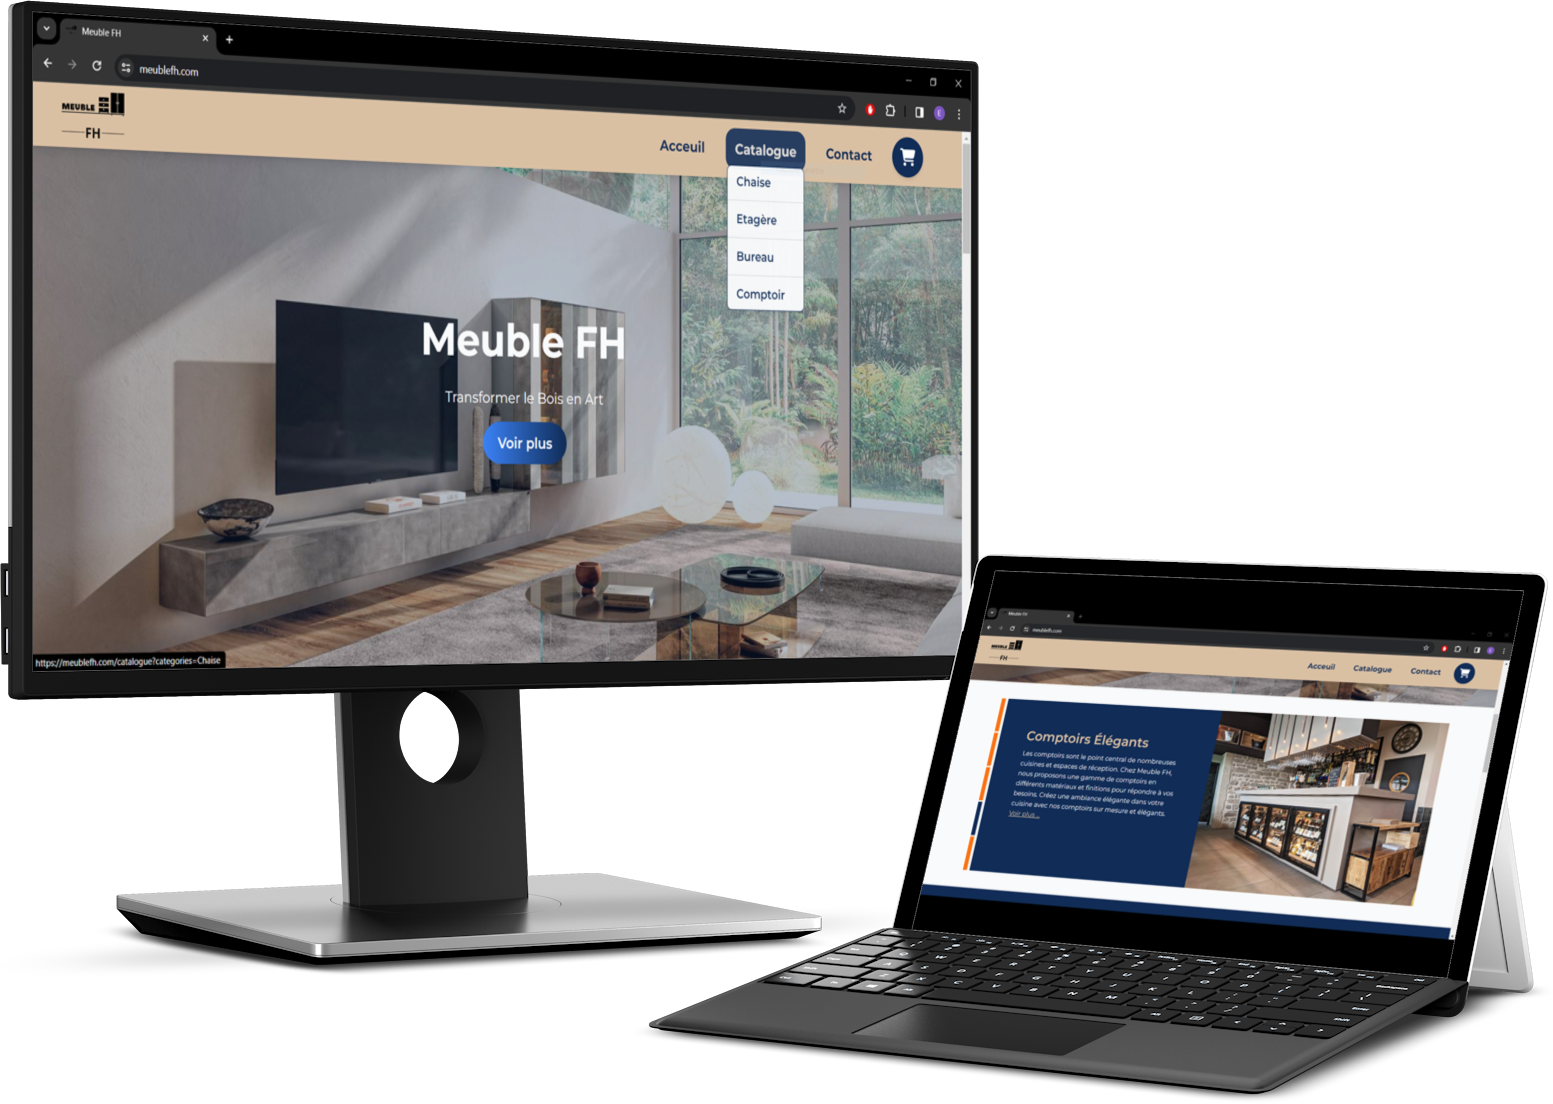 Meuble FH
meublefh.com
MEUBLE FH
FH
Acceuil
Catalogue
Contact
Chaise
Etagère
Bureau
Comptoir
Meuble FH
Transformer le Bois en Art
Voir plus
https://meublefh.com/catalogue?categories=Chaise
Meuble FH
meublefh.com
MEUBLE FH
FH
Acceuil
Catalogue
Contact
Comptoirs Élégants
Les comptoirs sont le point central de nombreuses
cuisines et espaces de réception. Chez Meuble FH,
nous proposons une gamme de comptoirs en
différents matériaux et finitions pour répondre à vos
besoins. Créez une ambiance élégante dans votre
cuisine avec nos comptoirs sur mesure et élégants.
Voir plus ...